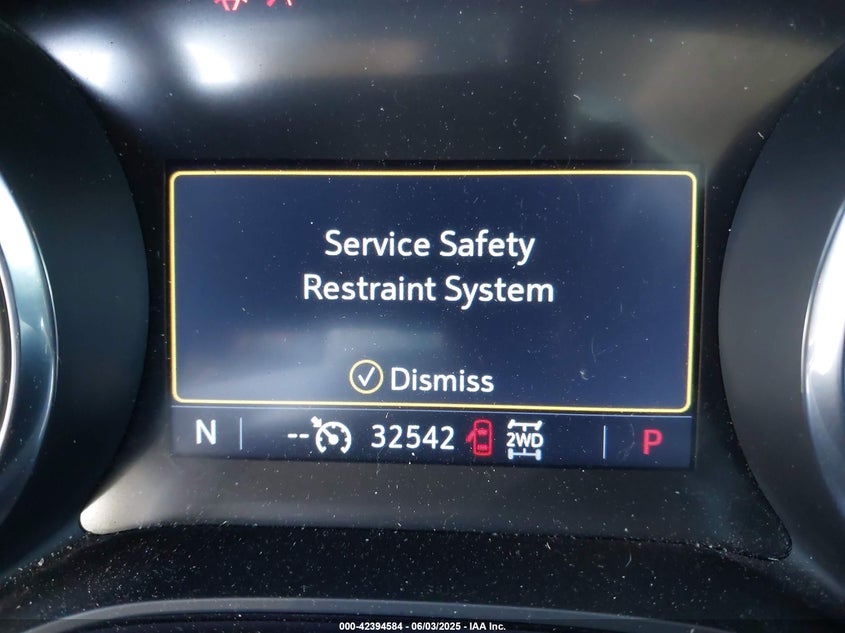 Service Safety
Restraint System
Dismiss
N --  32542 2WD P
000-42394584 - 06/03/2025 - IAA Inc.